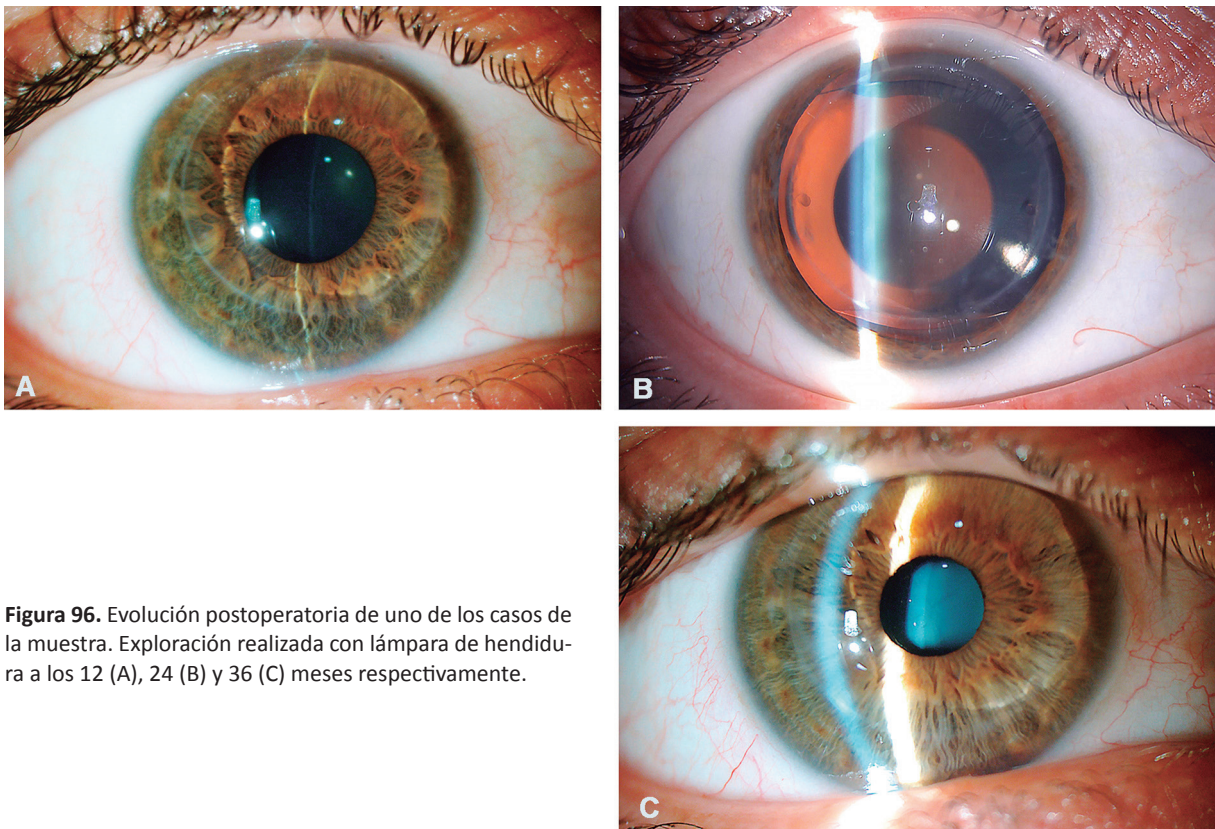 A
B
C
Figura 96. Evolución postoperatoria de uno de los casos de
la muestra. Exploración realizada con lámpara de hendidu-
ra a los 12 (A), 24 (B) y 36 (C) meses respectivamente.